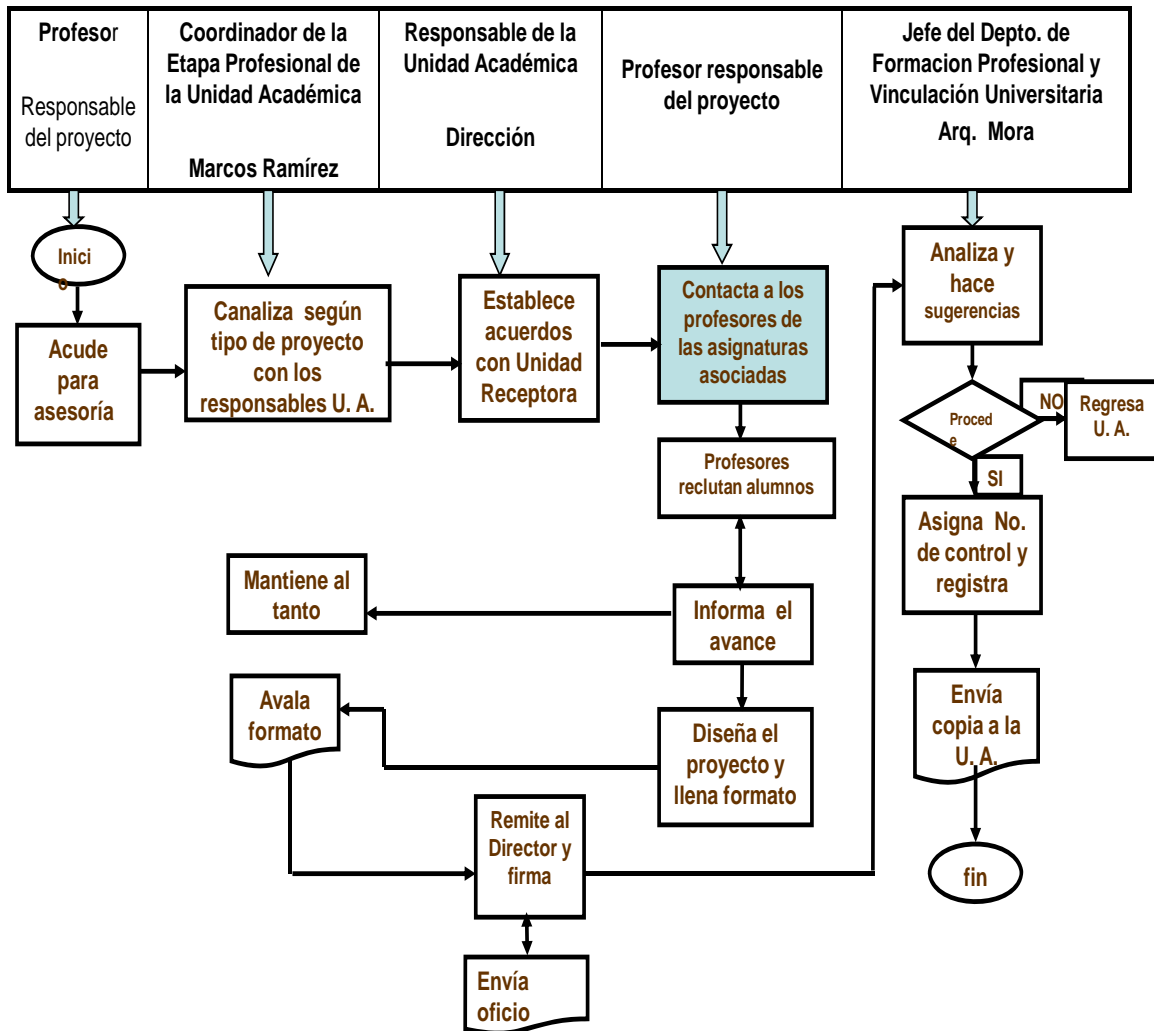 Profesor
Responsable
del proyecto
Coordinador de la
Etapa Profesional de
la Unidad Académica
Marcos Ramírez
Responsable de la
Unidad Académica
Dirección
Profesor responsable
del proyecto
Jefe del Depto. de
Formacion Profesional y
Vinculación Universitaria
Arq. Mora
Inici
o
Acude
para
asesoría
Canaliza según
tipo de proyecto
con los
responsables U. A.
Establece
acuerdos
con Unidad
Receptora
Contacta a los
profesores de
las asignaturas
asociadas
Profesores
reclutan alumnos
Informa el
avance
Mantiene al
tanto
Diseña el
proyecto y
llena formato
Avala
formato
Remite al
Director y
firma
Envía
oficio
Analiza y
hace
sugerencias
Proced
e
NO
Regresa
U. A.
SI
Asigna No.
de control y
registra
Envía
copia a la
U. A.
fin